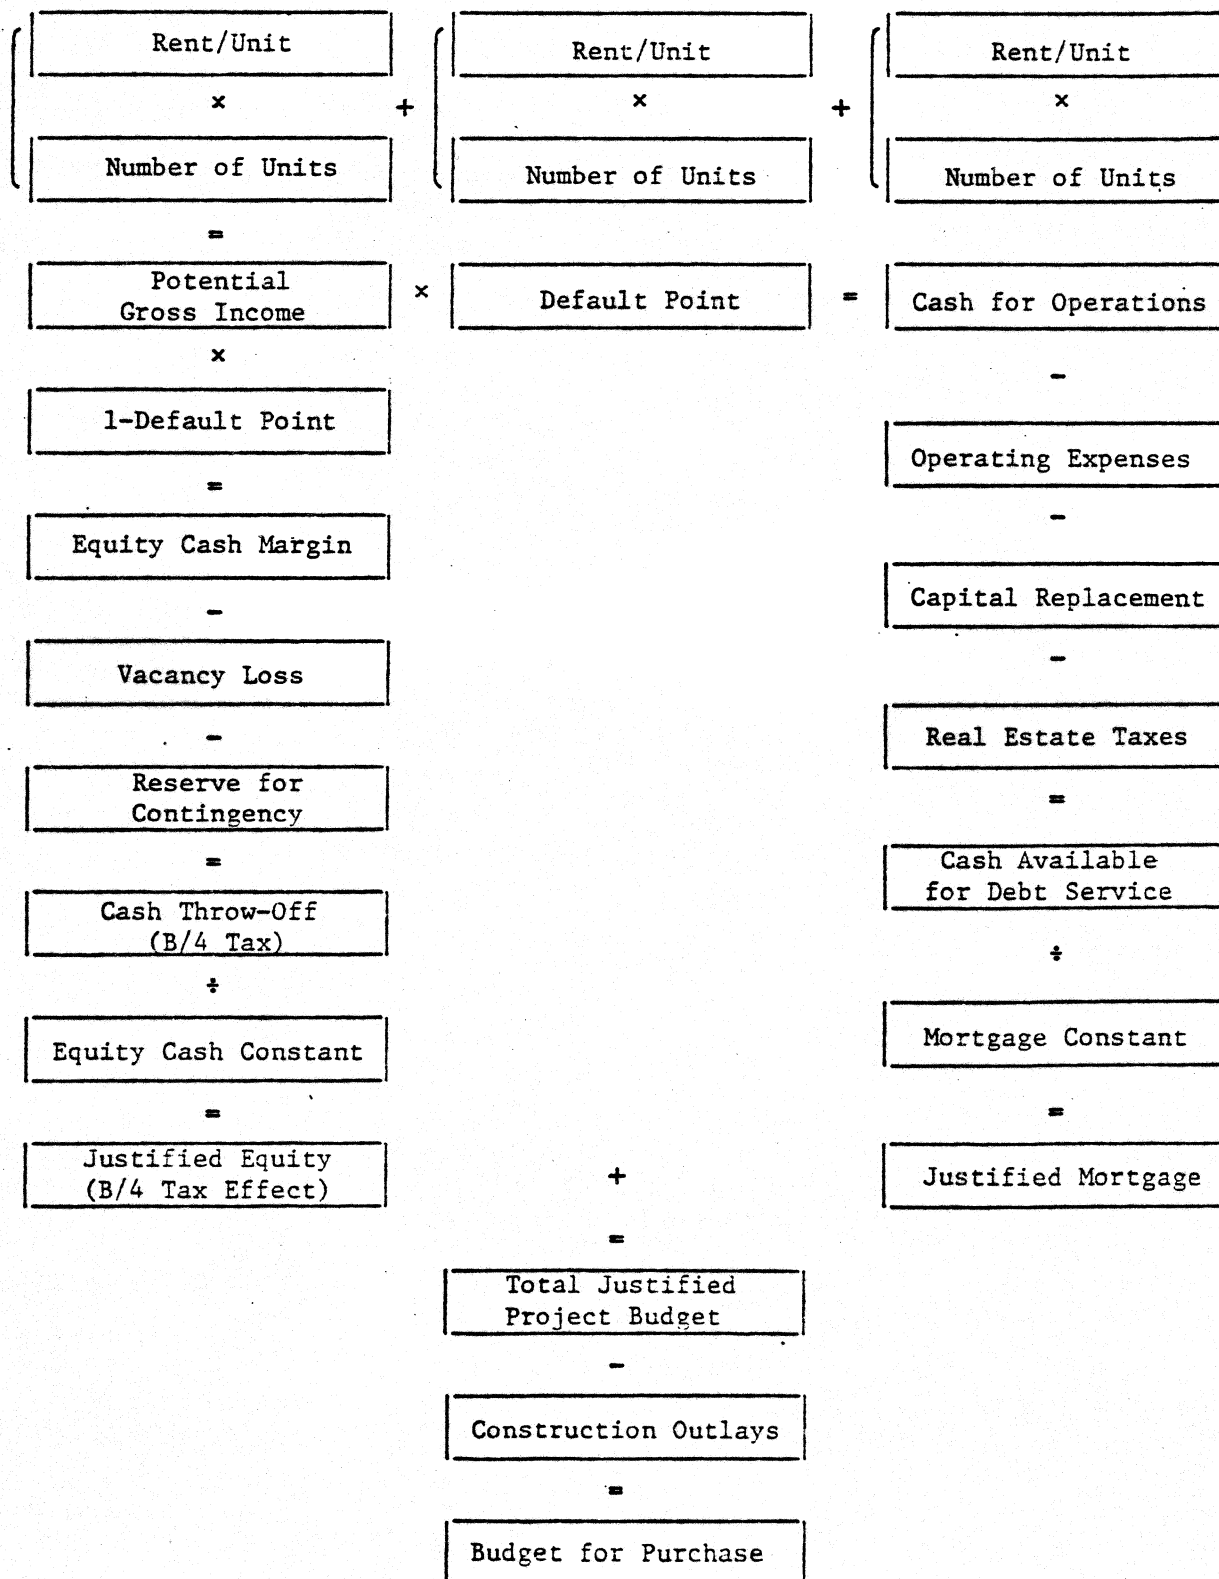 Rent/Unit
Rent/Unit
Rent/Unit
×
+
×
+
×
Number of Units
Number of Units
Number of Units
=
Potential
Gross Income
×
Default Point
=
Cash for Operations
×
-
1-Default Point
Operating Expenses
=
-
Equity Cash Margin
Capital Replacement
-
-
Vacancy Loss
Real Estate Taxes
-
=
Reserve for
Contingency
Cash Available
for Debt Service
=
Cash Throw-Off
(B/4 Tax)
÷
÷
Equity Cash Constant
Mortgage Constant
=
=
Justified Equity
(B/4 Tax Effect)
+
Justified Mortgage
=
Total Justified
Project Budget
-
Construction Outlays
=
Budget for Purchase